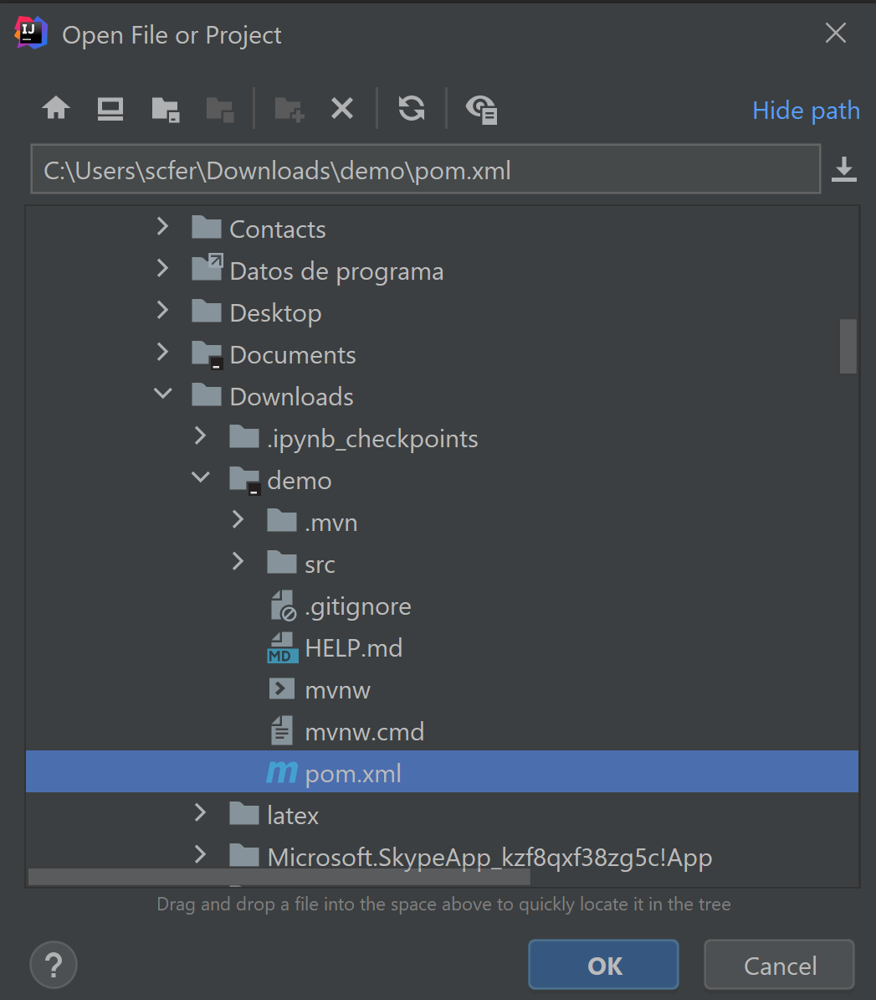 IJ
Open File or Project
Hide path
C:\Users\scfer\Downloads\demo\pom.xml
Contacts
Datos de programa
Desktop
Documents
Downloads
.ipynb_checkpoints
demo
.mvn
src
.gitignore
MD HELP.md
mvnw
mvnw.cmd
m pom.xml
latex
Microsoft.SkypeApp_kzf8qxf38zg5c!App
Drag and drop a file into the space above to quickly locate it in the tree
? OK Cancel